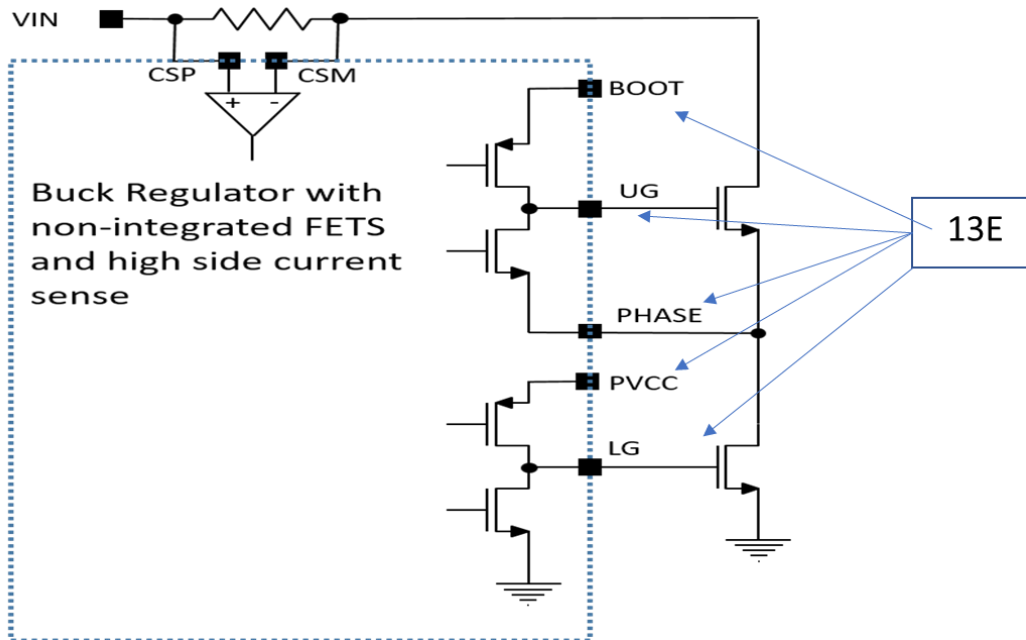 VIN
CSP
CSM
+ -
BOOT
Buck Regulator with
non-integrated FETS
and high side current
sense
UG
13E
PHASE
PVCC
LG